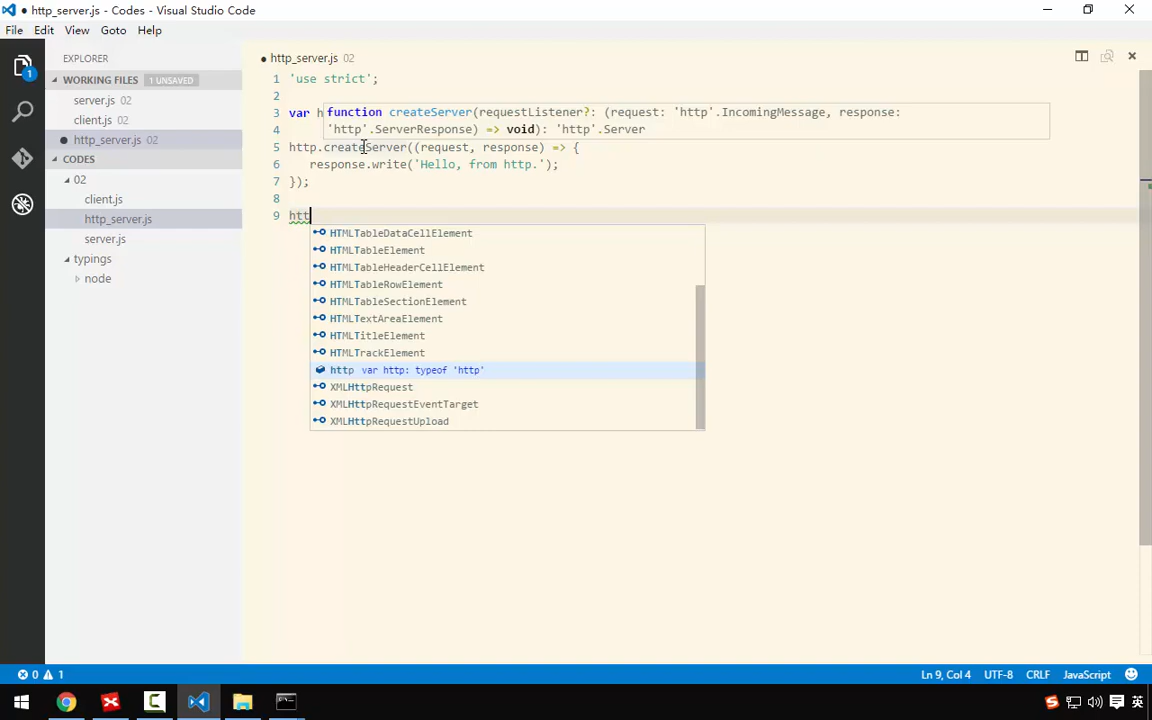 http_server.js - Codes - Visual Studio Code
File Edit View Goto Help
EXPLORER
WORKING FILES 1 UNSAVED
server.js 02
client.js 02
http_server.js 02
CODES
02
client.js
http_server.js
server.js
typings
node
1
http_server.js 02
1 'use strict';
2
3 var h
function createServer(requestListener?: (request: 'http'.IncomingMessage, response:
4
'http'.ServerResponse) => void): 'http'.Server
5 http.createServer((request, response) => {
6 response.write('Hello, from http.');
7 });
8
9 htt
HTMLTableDataCellElement
HTMLTableElement
HTMLTableHeaderCellElement
HTMLTableRowElement
HTMLTableSectionElement
HTMLTextAreaElement
HTMLTitleElement
HTMLTrackElement
http var http: typeof 'http'
XMLHttpRequest
XMLHttpRequestEventTarget
XMLHttpRequestUpload
0 1
Ln 9, Col 4 UTF-8 CRLF JavaScript
英